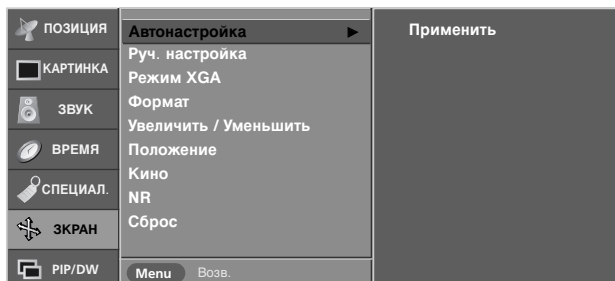 ПОЗИЦИЯ
КАРТИНКА
ЗВУК
ВРЕМЯ
СПЕЦИАЛ.
ЗКРАН
PIP/DW
Автонастройка ►
Руч. настройка
Режим XGA
Формат
Увеличить / Уменьшить
Положение
Кино
NR
Сброс
Menu Возв.
Применить